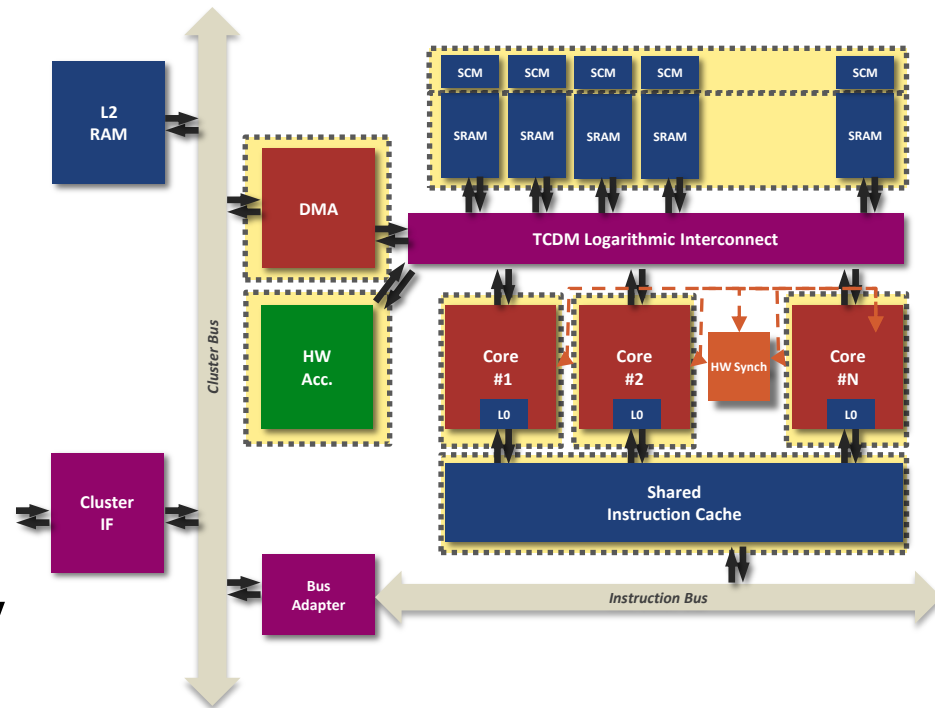 SCM SCM SCM SCM SCM
L2
RAM
SRAM SRAM SRAM SRAM SRAM
DMA
TCDM Logarithmic Interconnect
Cluster Bus
HW
Acc.
Core
#1
L0
Core
#2
L0
HW Synch
Core
#N
L0
Cluster
IF
Shared
Instruction Cache
Bus
Adapter
Instruction Bus